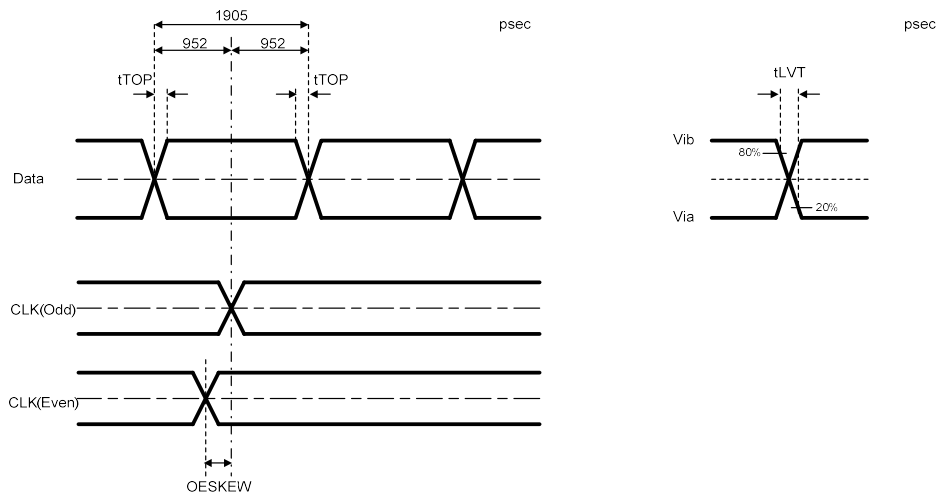 1905
psec
psec
952
952
tTOP
tTOP
tLVT
Vib
80%
Data
20%
Via
CLK(Odd)
CLK(Even)
OESKEW